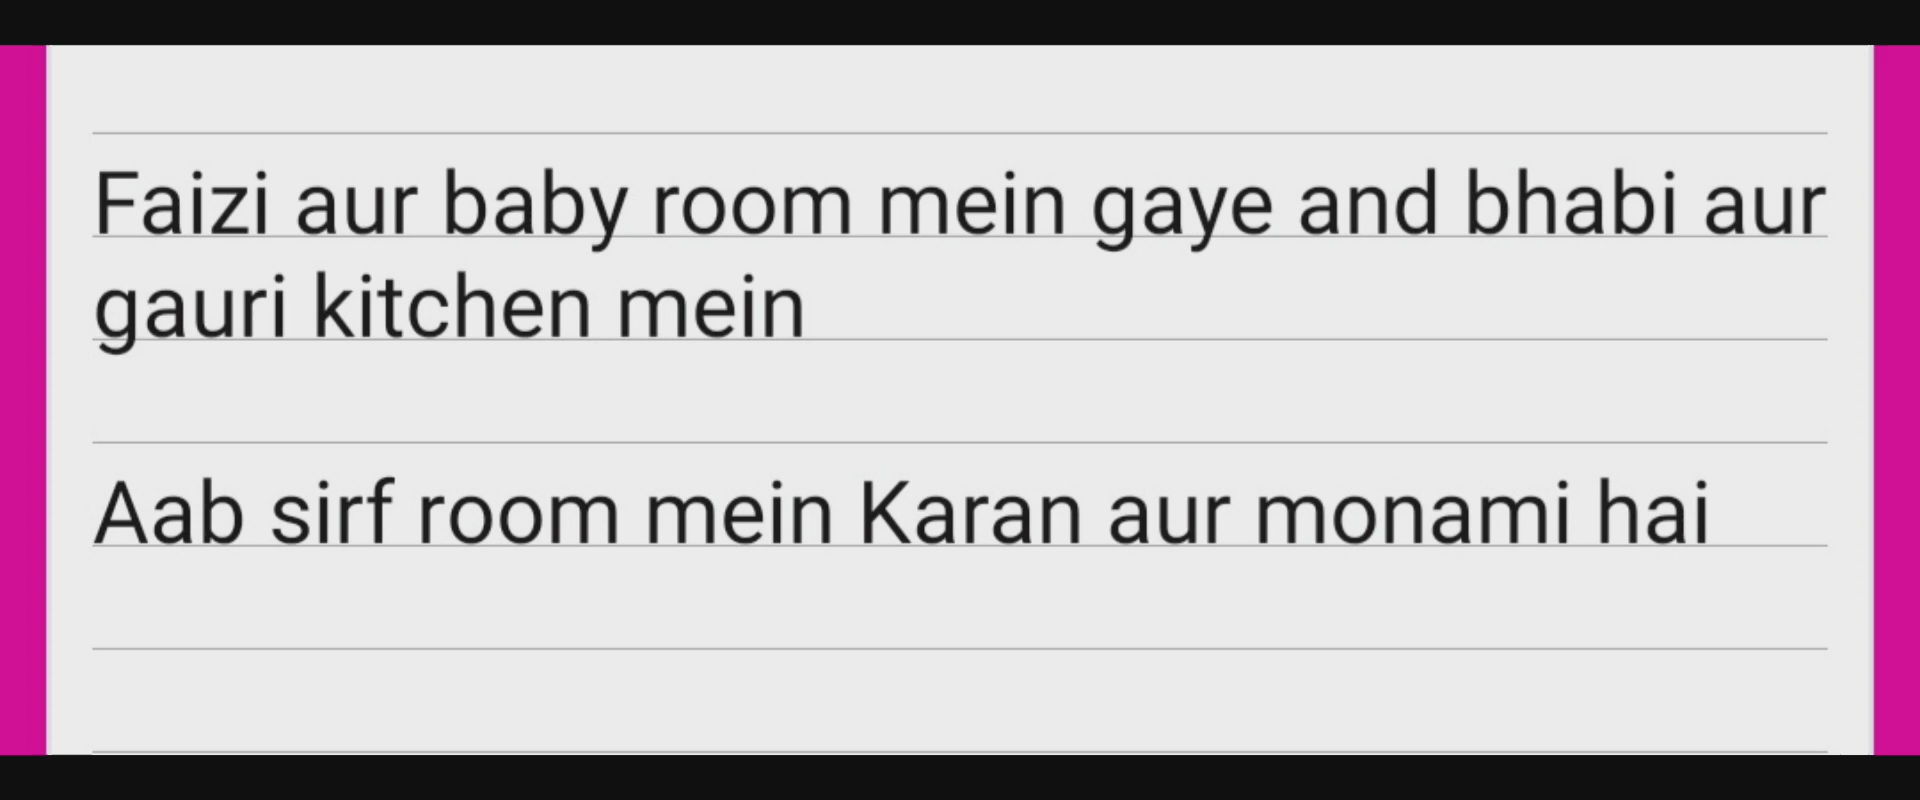 Faizi aur baby room mein gaye and bhabi aur
gauri kitchen mein
Aab sirf room mein Karan aur monami hai